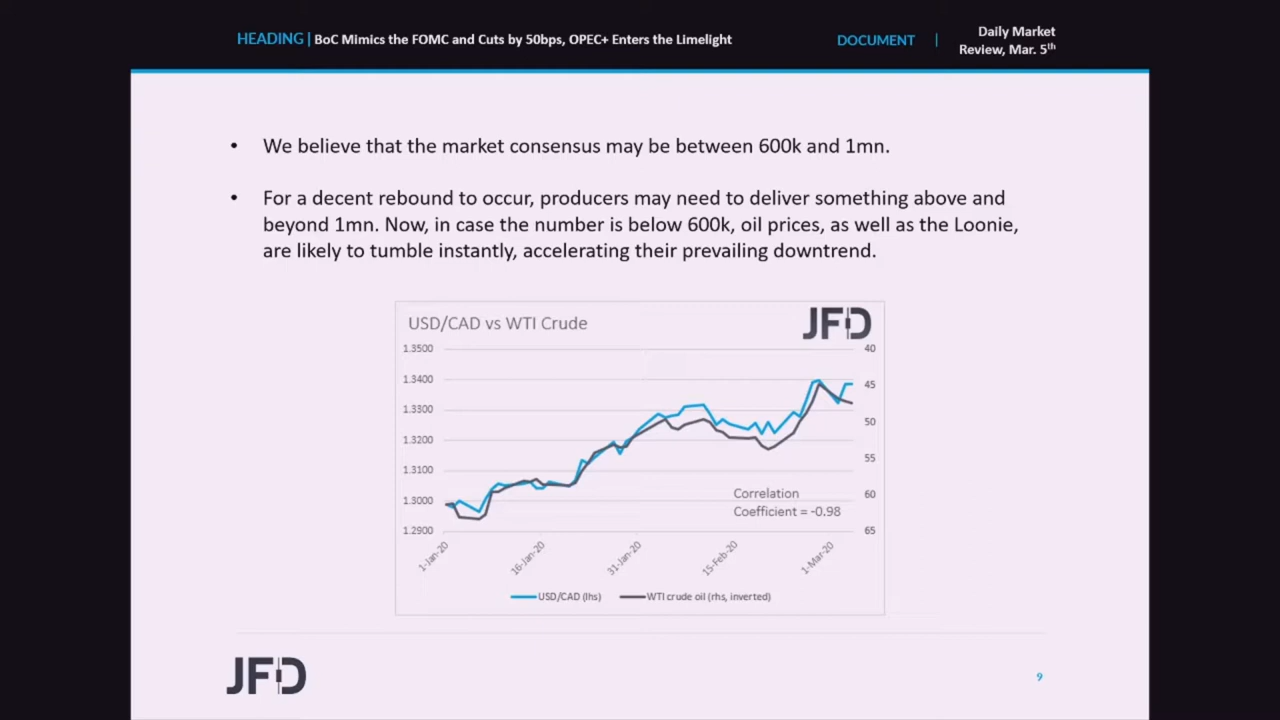 HEADING | BoC Mimics the FOMC and Cuts by 50bps, OPEC+ Enters the Limelight
DOCUMENT | Daily Market
Review, Mar. 5th
• We believe that the market consensus may be between 600k and 1mn.
• For a decent rebound to occur, producers may need to deliver something above and
beyond 1mn. Now, in case the number is below 600k, oil prices, as well as the Loonie,
are likely to tumble instantly, accelerating their prevailing downtrend.
USD/CAD vs WTI Crude
JFD
1.3500
1.3400
1.3300
1.3200
1.3100
1.3000
1.2900
40
45
50
55
60
65
Correlation
Coefficient = -0.98
1-Jan-20
16-Jan-20
31-Jan-20
15-Feb-20
1-Mar-20
USD/CAD (lhs)
WTI crude oil (rhs, inverted)
JFD
9